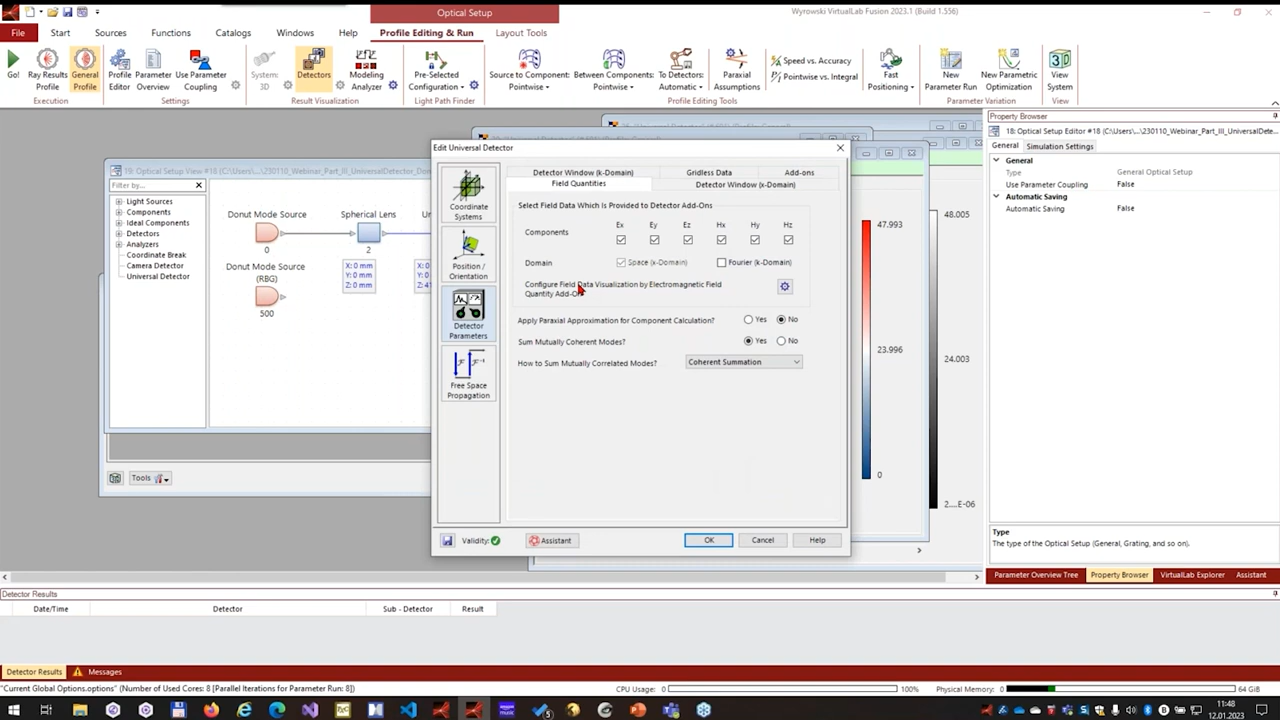 Optical Setup
Wyrowski VirtualLab Fusion 2023.1 (Build 1.556)
File Start Sources Functions Catalogs Windows Help Profile Editing & Run Layout Tools
Go! Ray Results Profile General Profile Profile Editor Parameter Overview Use Parameter Coupling System: 3D Detectors Modeling Analyzer Pre-Selected Configuration Source to Component: Pointwise Between Components: Pointwise To Detectors: Automatic Paraxial Assumptions Speed vs. Accuracy Pointwise vs. Integral Fast Positioning New Parameter Run New Parametric Optimization View System
Execution Settings Result Visualization Light Path Finder Profile Editing Tools Parameter Variation View
Property Browser
18: Optical Setup Editor #18 (C:\Users\...\230110_Webinar_Part_III_UniversalDete...
General Simulation Settings
General
Type General Optical Setup
Use Parameter Coupling False
Automatic Saving
Automatic Saving False
Type
The type of the Optical Setup (General, Grating, and so on).
Parameter Overview Tree Property Browser VirtualLab Explorer Assistant
19: Optical Setup View #18 (C:\Users\...\230110_Webinar_Part_III_UniversalDetector_Don
Filter by...
Light Sources
Components
Ideal Components
Detectors
Analyzers
Coordinate Break
Camera Detector
Universal Detector
Donut Mode Source
0
Spherical Lens
2
X: 0 mm
Y: 0 mm
Z: 0 mm
Donut Mode Source
(RBG)
500
Tools
Edit Universal Detector
Coordinate Systems
Position / Orientation
Detector Parameters
Free Space Propagation
Detector Window (k-Domain) Gridless Data Add-ons
Field Quantities Detector Window (x-Domain)
Select Field Data Which is Provided to Detector Add-Ons
Ex Ey Ez Hx Hy Hz
Components
Domain Space (x-Domain) Fourier (k-Domain)
Configure Field Data Visualization by Electromagnetic Field
Quantity Add-On
Apply Paraxial Approximation for Component Calculation? Yes No
Sum Mutually Coherent Modes? Yes No
How to Sum Mutually Correlated Modes? Coherent Summation
Validity: Assistant OK Cancel Help
47.993
23.996
0
48.005
24.003
2....E-06
Detector Results
Date/Time Detector Sub - Detector Result
Detector Results Messages
"Current Global Options.options" (Number of Used Cores: 8 [Parallel Iterations for Parameter Run: 8]) CPU Usage: 0 100% Physical Memory: 0 64 GiB
11:48
12.01.2023